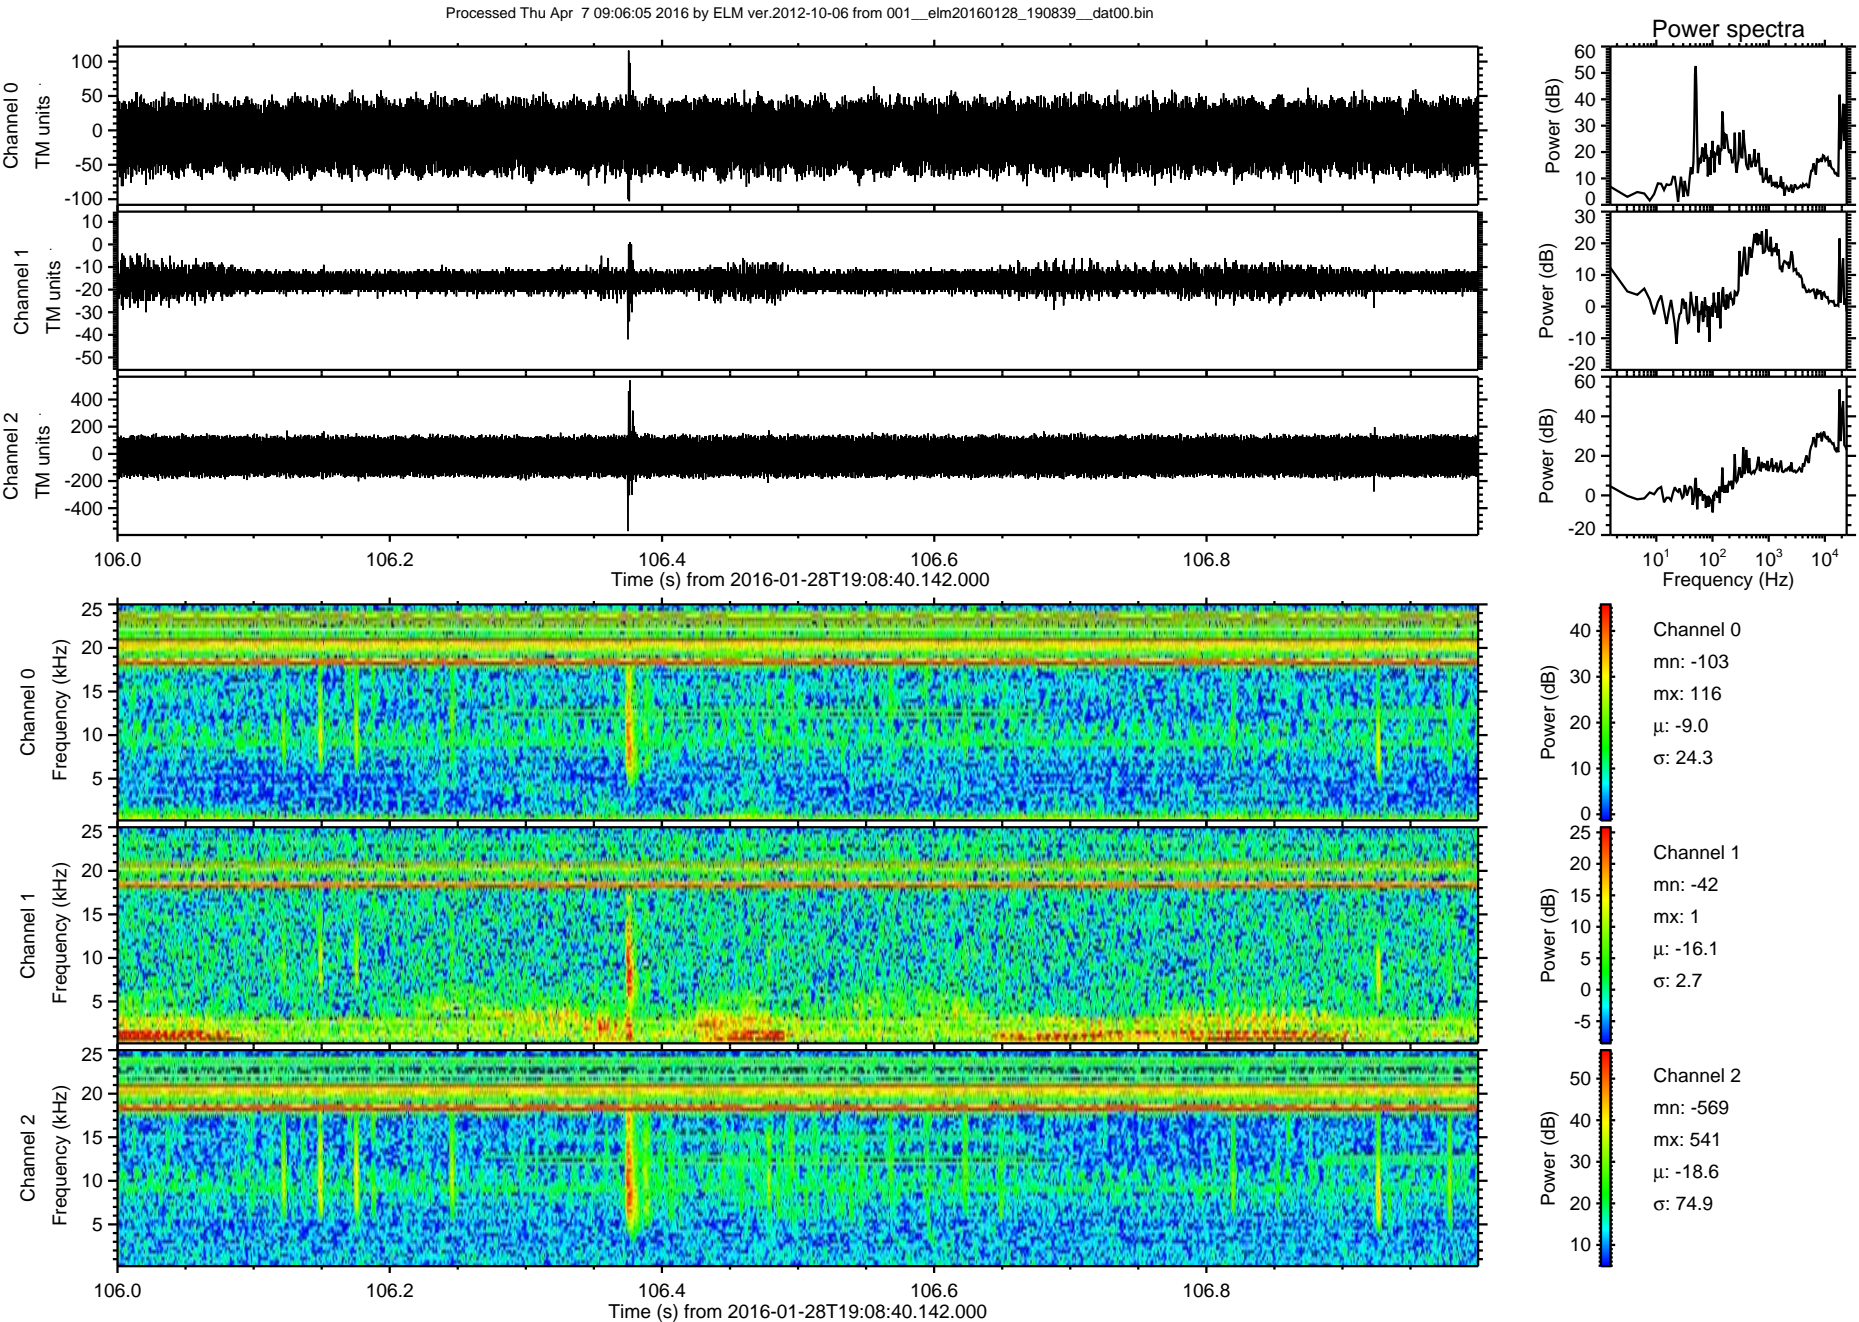 Processed Thu Apr  7 09:06:05 2016 by ELM ver.2012-10-06 from 001__elm20160128_190839__dat00.bin
Power spectra
Channel 0
TM units
100
50
0
-50
-100
Power (dB)
60
50
40
30
20
10
0
Channel 1
TM units
10
0
-10
-20
-30
-40
-50
Power (dB)
30
20
10
0
-10
-20
Channel 2
TM units
400
200
0
-200
-400
Power (dB)
60
40
20
0
-20
106.0 106.2 106.4 106.6 106.8
Time (s) from 2016-01-28T19:08:40.142.000
10¹ 10² 10³ 10⁴
Frequency (Hz)
Channel 0
Frequency (kHz)
25
20
15
10
5
Power (dB)
40
30
20
10
0
Channel 0
mn: -103
mx: 116
μ: -9.0
σ: 24.3
Channel 1
Frequency (kHz)
25
20
15
10
5
Power (dB)
25
20
15
10
5
0
-5
Channel 1
mn: -42
mx: 1
μ: -16.1
σ: 2.7
Channel 2
Frequency (kHz)
25
20
15
10
5
Power (dB)
50
40
30
20
10
Channel 2
mn: -569
mx: 541
μ: -18.6
σ: 74.9
106.0 106.2 106.4 106.6 106.8
Time (s) from 2016-01-28T19:08:40.142.000